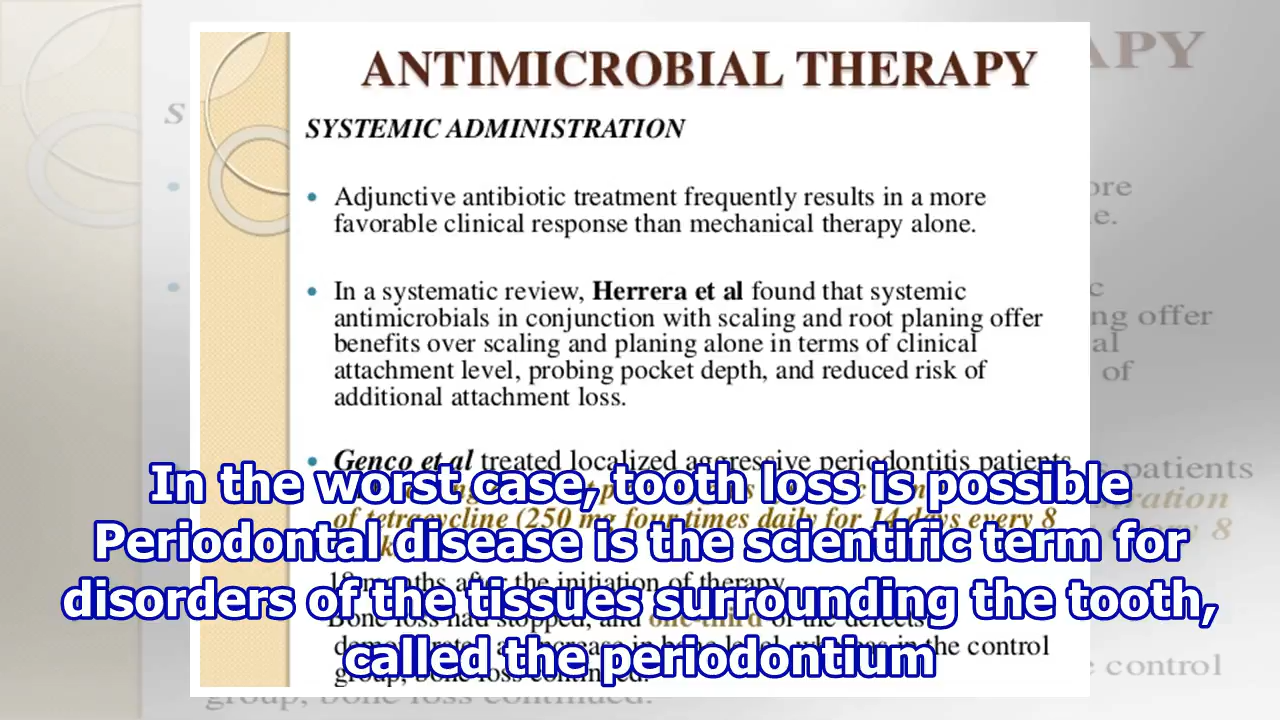 ANTIMICROBIAL THERAPY
SYSTEMIC ADMINISTRATION
• Adjunctive antibiotic treatment frequently results in a more
favorable clinical response than mechanical therapy alone.
• In a systematic review, Herrera et al found that systemic
antimicrobials in conjunction with scaling and root planing offer
benefits over scaling and planing alone in terms of clinical
attachment level, probing pocket depth, and reduced risk of
additional attachment loss.
• Genco et al treated localized aggressive periodontitis patients
of tetracycline (250 mg four times daily for 14 days every 8
18 months after the initiation of therapy
Bone loss had stopped, and one-third of the defects
in the control
group, bone loss continued.
In the worst case, tooth loss is possible
Periodontal disease is the scientific term for
disorders of the tissues surrounding the tooth,
called the periodontium